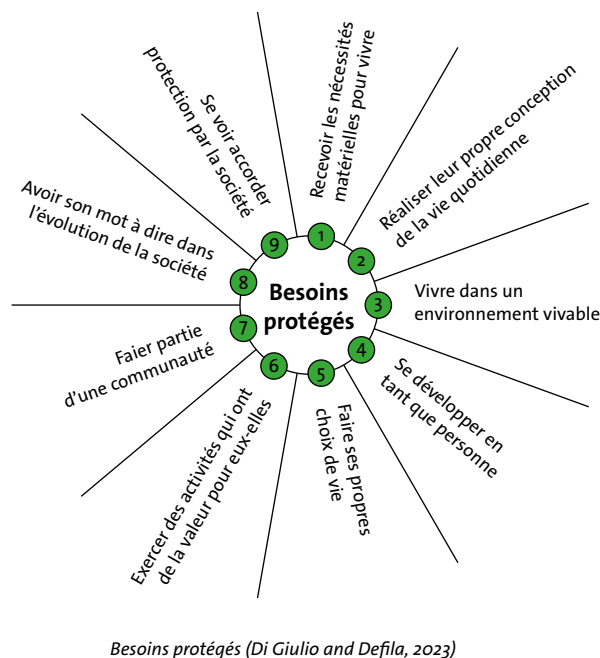 Besoins
protégés
1
Recevoir les nécessités
matérielles pour vivre
2
Réaliser leur propre conception
de la vie quotidienne
3
Vivre dans un
environnement vivable
4
Se développer en
tant que personne
5
Faire ses propres
choix de vie
6
Exercer des activités qui ont
de la valeur pour eux-elles
7
Faier partie
d'une communauté
8
Avoir son mot à dire dans
l'évolution de la société
9
Se voir accorder
protection par la société
Besoins protégés (Di Giulio and Defila, 2023)